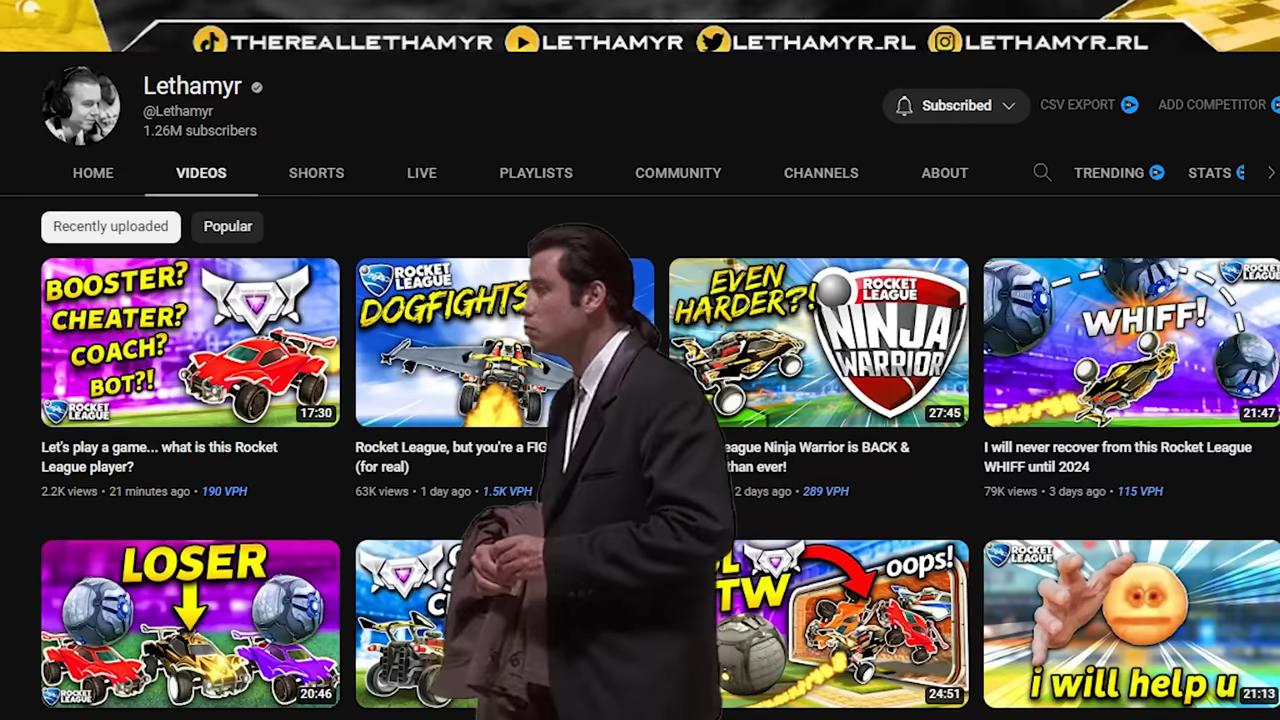 THEREALLETHAMYR LETHAMYR LETHAMYR_RL LETHAMYR_RL
Lethamyr
@Lethamyr
1.26M subscribers
Subscribed
CSV EXPORT
ADD COMPETITOR
HOME VIDEOS SHORTS LIVE PLAYLISTS COMMUNITY CHANNELS ABOUT TRENDING STATS
Recently uploaded Popular
BOOSTER?
CHEATER?
COACH?
BOT?!
ROCKET
LEAGUE
17:30
ROCKET
LEAGUE
DOGFIGHTS
EVEN
HARDER?!
ROCKET
LEAGUE
NINJA
WARRIOR
27:45
ROCKET
LEAGUE
WHIFF!
21:47
Let's play a game... what is this Rocket
League player?
2.2K views • 21 minutes ago • 190 VPH
Rocket League, but you're a FIG
(for real)
63K views • 1 day ago • 1.5K VPH
eague Ninja Warrior is BACK &
than ever!
2 days ago • 289 VPH
I will never recover from this Rocket League
WHIFF until 2024
79K views • 3 days ago • 115 VPH
LOSER
ROCKET
LEAGUE
20:46
TW
oops!
24:51
ROCKET
LEAGUE
i will help u
21:13